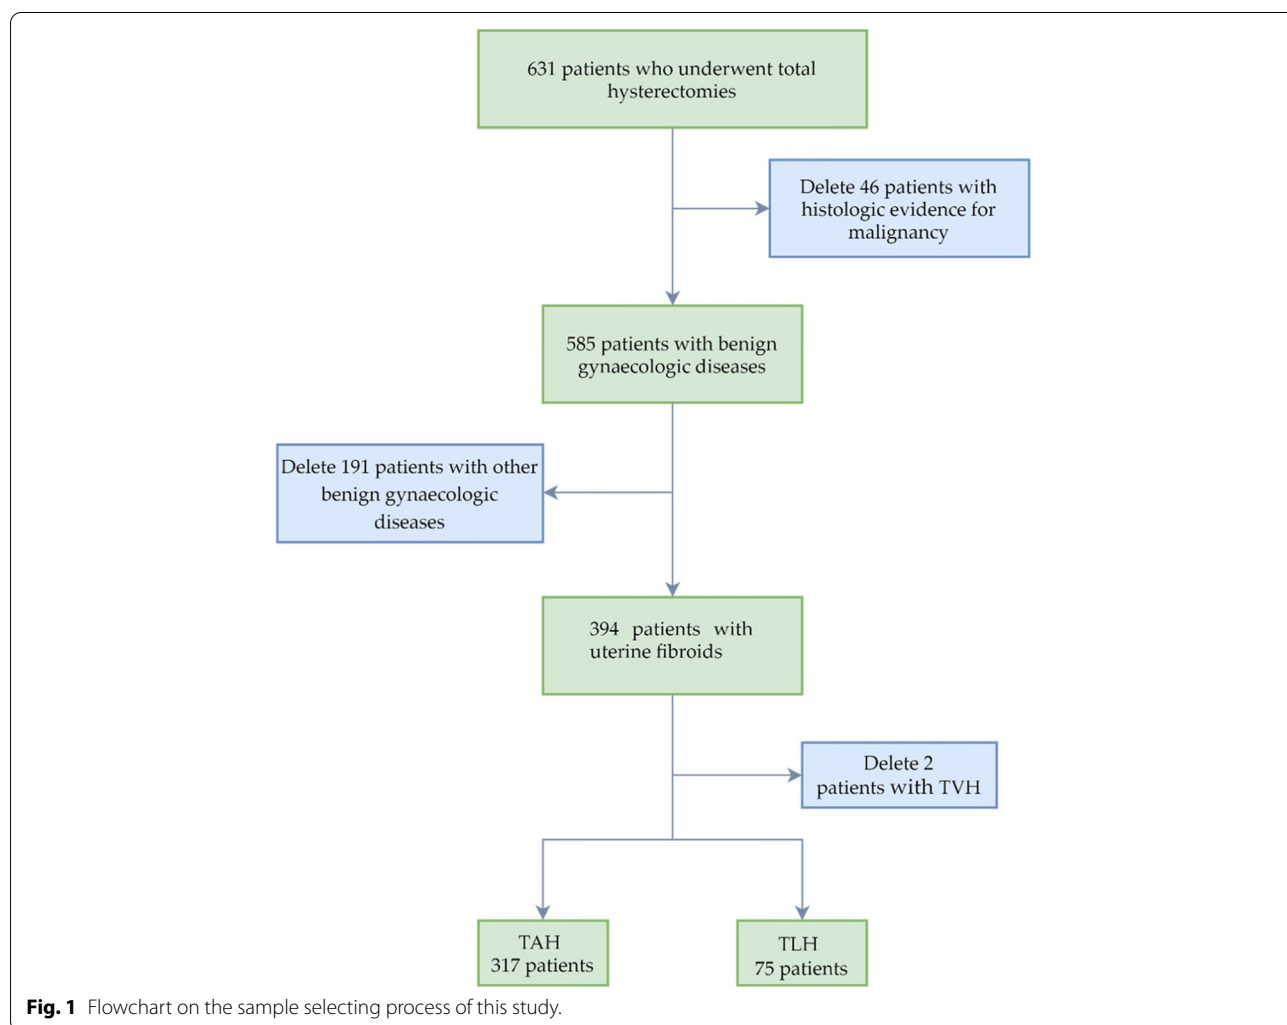 631 patients who underwent total
hysterectomies
Delete 46 patients with
histologic evidence for
malignancy
585 patients with benign
gynaecologic diseases
Delete 191 patients with other
benign gynaecologic
diseases
394 patients with
uterine fibroids
Delete 2
patients with TVH
TAH
317 patients
TLH
75 patients
Fig. 1 Flowchart on the sample selecting process of this study.